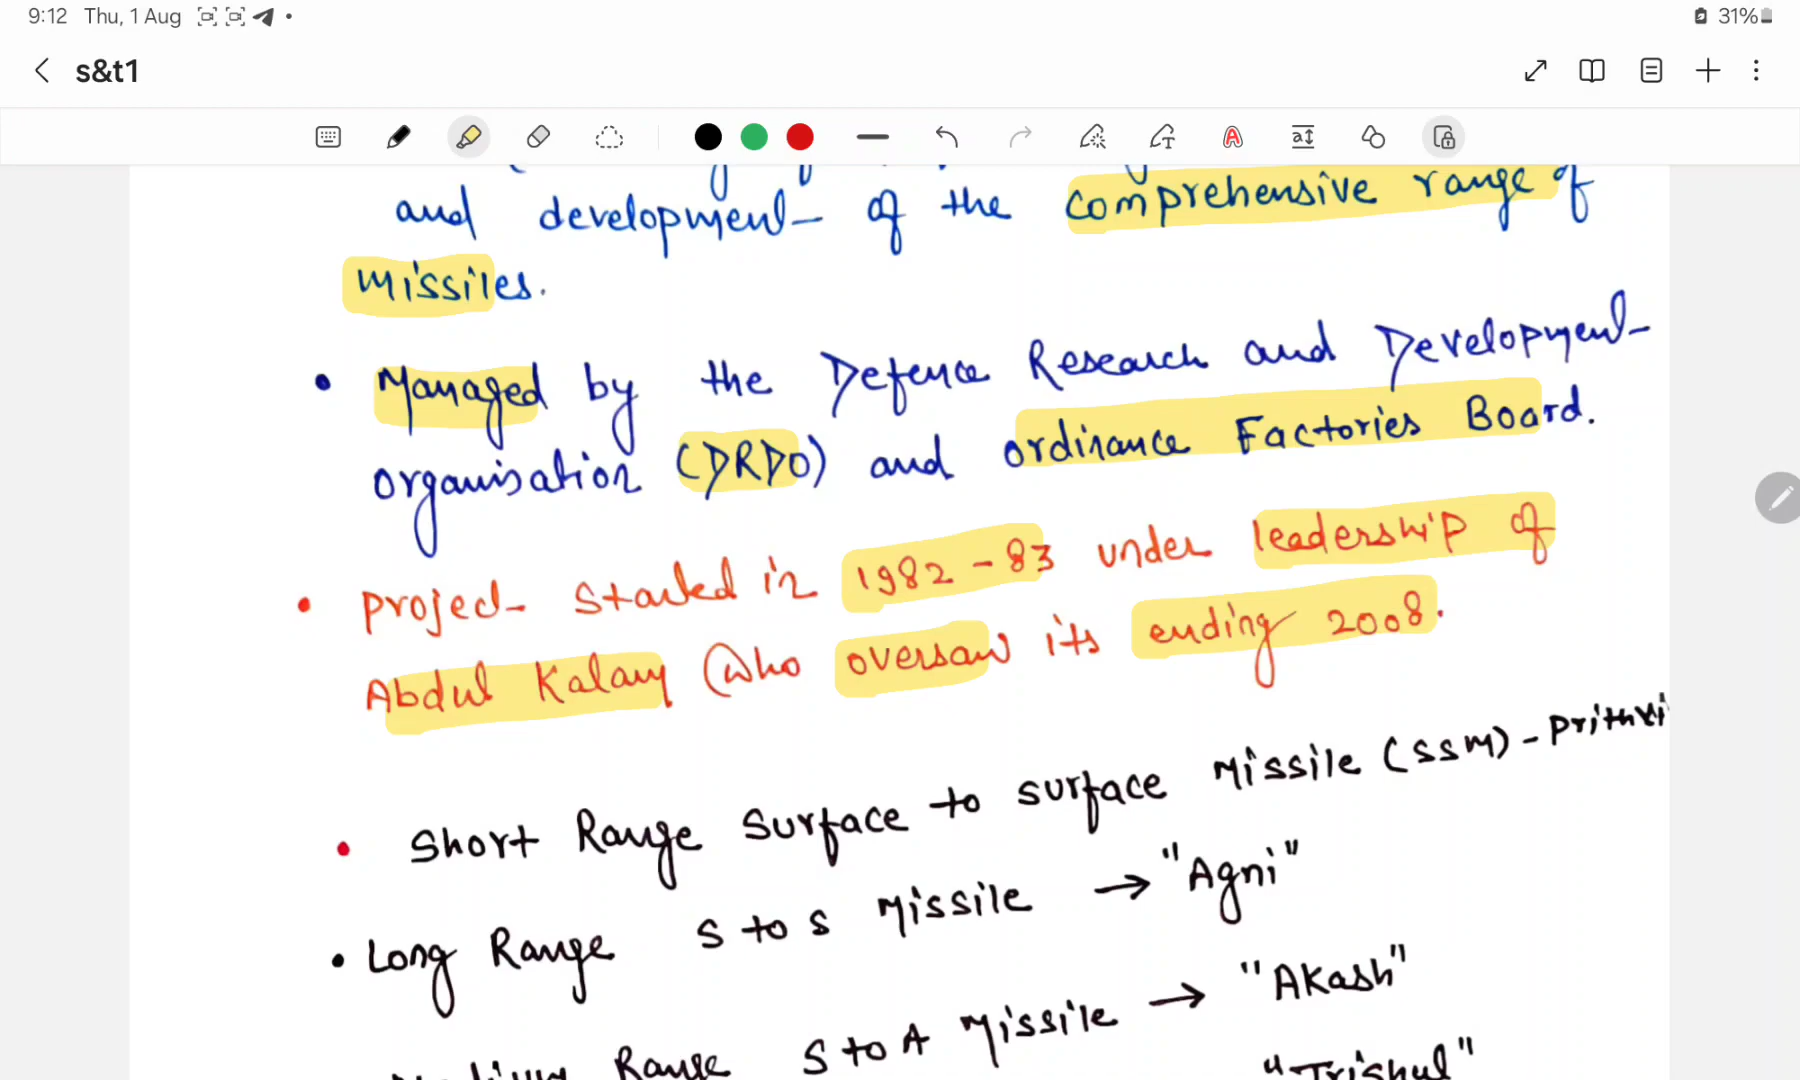 9:12 Thu, 1 Aug
31%
s&t1
and development of the comprehensive range of
missiles.
• Managed by the Defence Research and Development
organisation (DRDO) and ordinance Factories Board.
• project started in 1982-83 under leadership of
Abdul Kalam who oversaw its ending 2008.
• Short Range Surface to surface Missile (SSM) - Prithvi
• Long Range S to S Missile → "Agni"
Range S to A Missile → "Akash"
"Trishul"